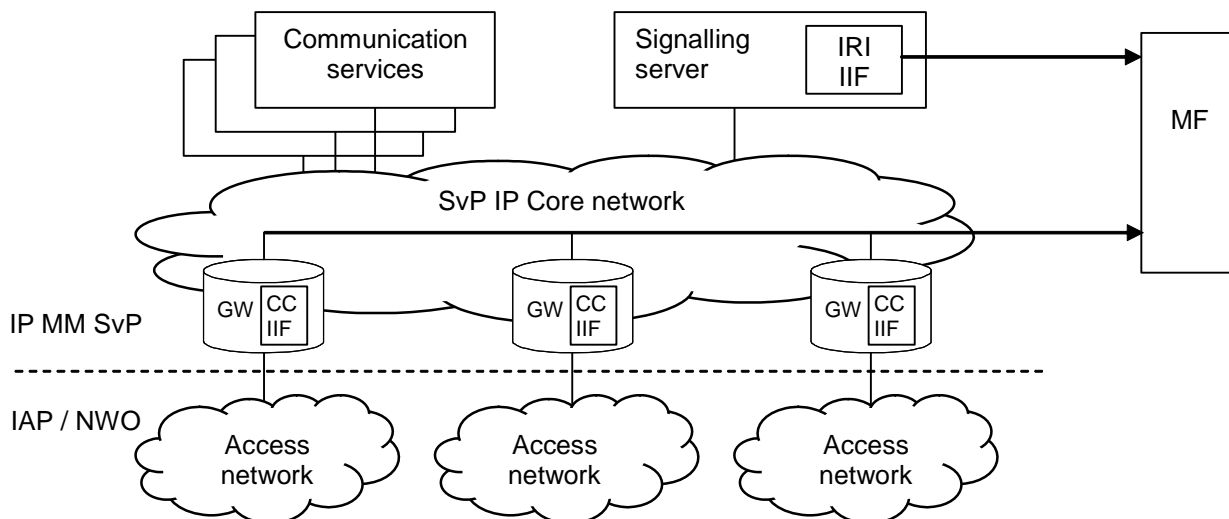 Communication
services
Signalling
server
IRI
IIF
MF
SvP IP Core network
GW
CC
IIF
GW
CC
IIF
GW
CC
IIF
IP MM SvP
IAP / NWO
Access
network
Access
network
Access
network